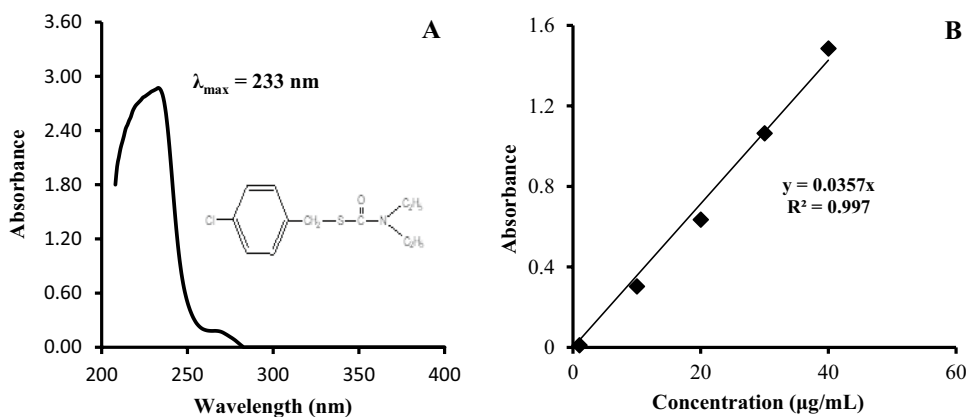 A
3.60
3.00
2.40
1.80
1.20
0.60
0.00
Absorbance
λmax = 233 nm
Cl
CH₂
S
C
O
N
C₂H₅
C₂H₅
200
250
300
350
400
Wavelength (nm)
B
1.6
1.2
0.8
0.4
0
Absorbance
y = 0.0357x
R² = 0.997
0
20
40
60
Concentration (µg/mL)